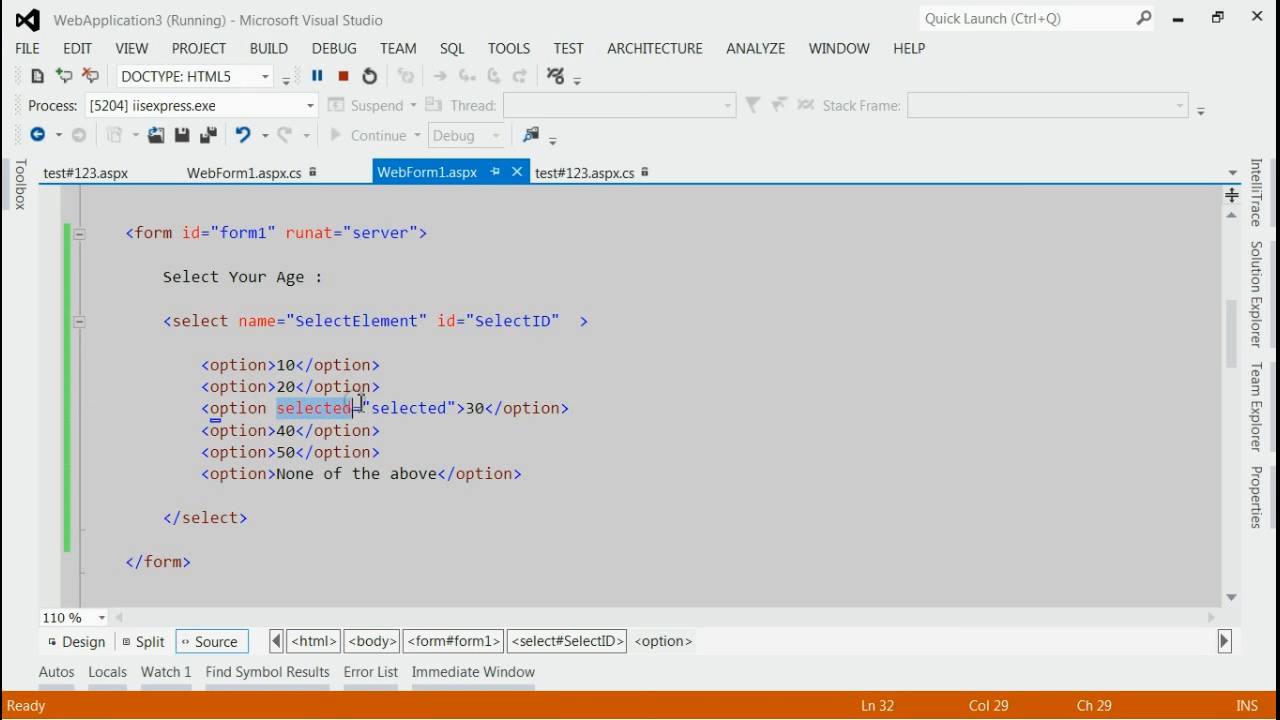 WebApplication3 (Running) - Microsoft Visual Studio
Quick Launch (Ctrl+Q)
FILE EDIT VIEW PROJECT BUILD DEBUG TEAM SQL TOOLS TEST ARCHITECTURE ANALYZE WINDOW HELP
DOCTYPE: HTML5
Process: [5204] iisexpress.exe Suspend Thread: Stack Frame:
Continue Debug
Toolbox
test#123.aspx WebForm1.aspx.cs WebForm1.aspx test#123.aspx.cs
<form id="form1" runat="server">
Select Your Age :
<select name="SelectElement" id="SelectID" >
<option>10</option>
<option>20</option>
<option selected="selected">30</option>
<option>40</option>
<option>50</option>
<option>None of the above</option>
</select>
</form>
IntelliTrace
Solution Explorer
Team Explorer
Properties
110 %
Design Split Source <html> <body> <form#form1> <select#SelectID> <option>
Autos Locals Watch 1 Find Symbol Results Error List Immediate Window
Ready Ln 32 Col 29 Ch 29 INS